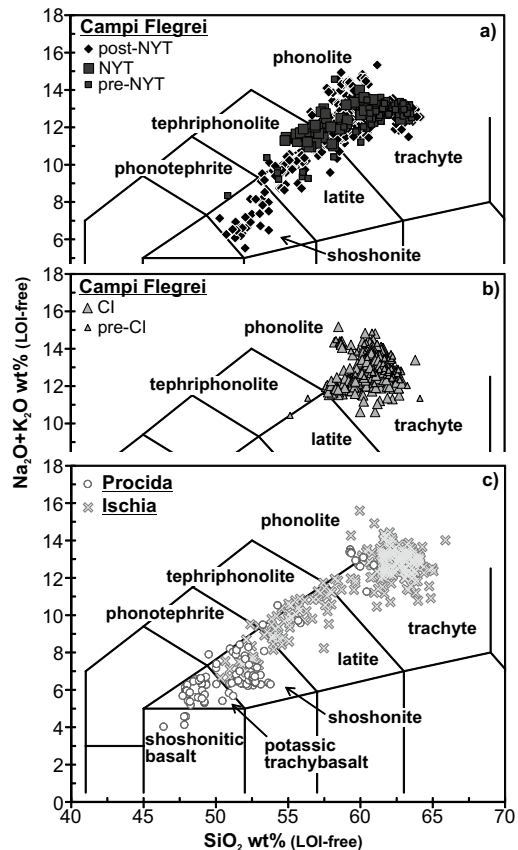 18
16
14
12
10
8
6
Campi Flegrei
post-NYT
NYT
pre-NYT
a)
phonolite
tephriphonolite
phonotephrite
trachyte
latite
shoshonite
18
16
14
12
10
Campi Flegrei
CI
pre-CI
b)
phonolite
tephriphonolite
latite
trachyte
Na₂O+K₂O wt% (LOI-free)
18
16
14
12
10
8
6
4
2
0
Procida
Ischia
c)
phonolite
tephriphonolite
phonotephrite
trachyte
latite
shoshonite
shoshonitic
basalt
potassic
trachybasalt
40 45 50 55 60 65 70
SiO₂ wt% (LOI-free)